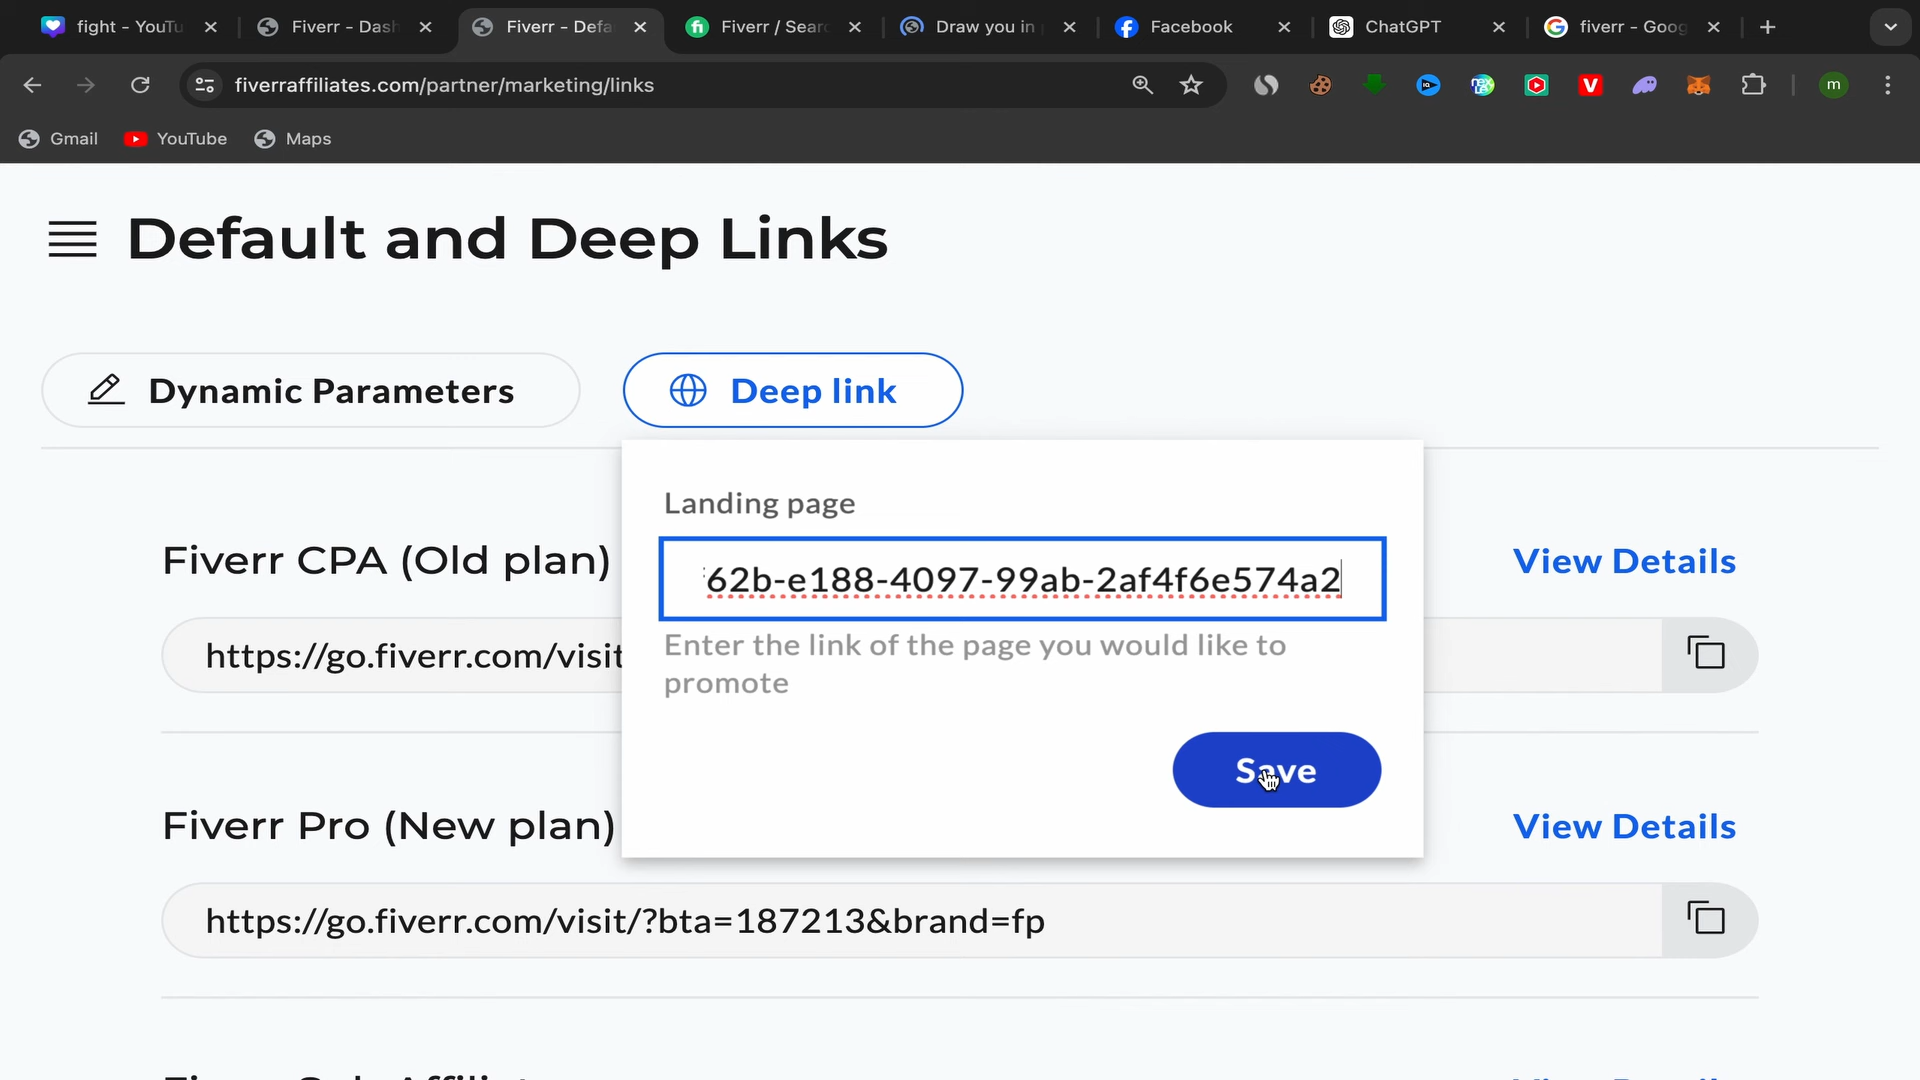 fight - YouTu
Fiverr - Dash
Fiverr - Defa
Fiverr / Sear
Draw you in
Facebook
ChatGPT
fiverr - Goog
fiverraffiliates.com/partner/marketing/links
m
Gmail
YouTube
Maps
Default and Deep Links
Dynamic Parameters
Deep link
Landing page
62b-e188-4097-99ab-2af4f6e574a2
Enter the link of the page you would like to
promote
Save
Fiverr CPA (Old plan)
View Details
https://go.fiverr.com/visit
Fiverr Pro (New plan)
View Details
https://go.fiverr.com/visit/?bta=187213&brand=fp